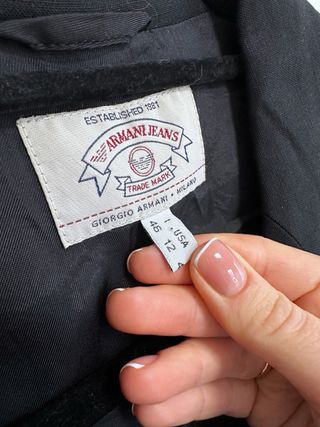 ESTABLISHED 1981
ARMANI JEANS
TRADE MARK
GIORGIO ARMANI • MILANO
I USA
46 12